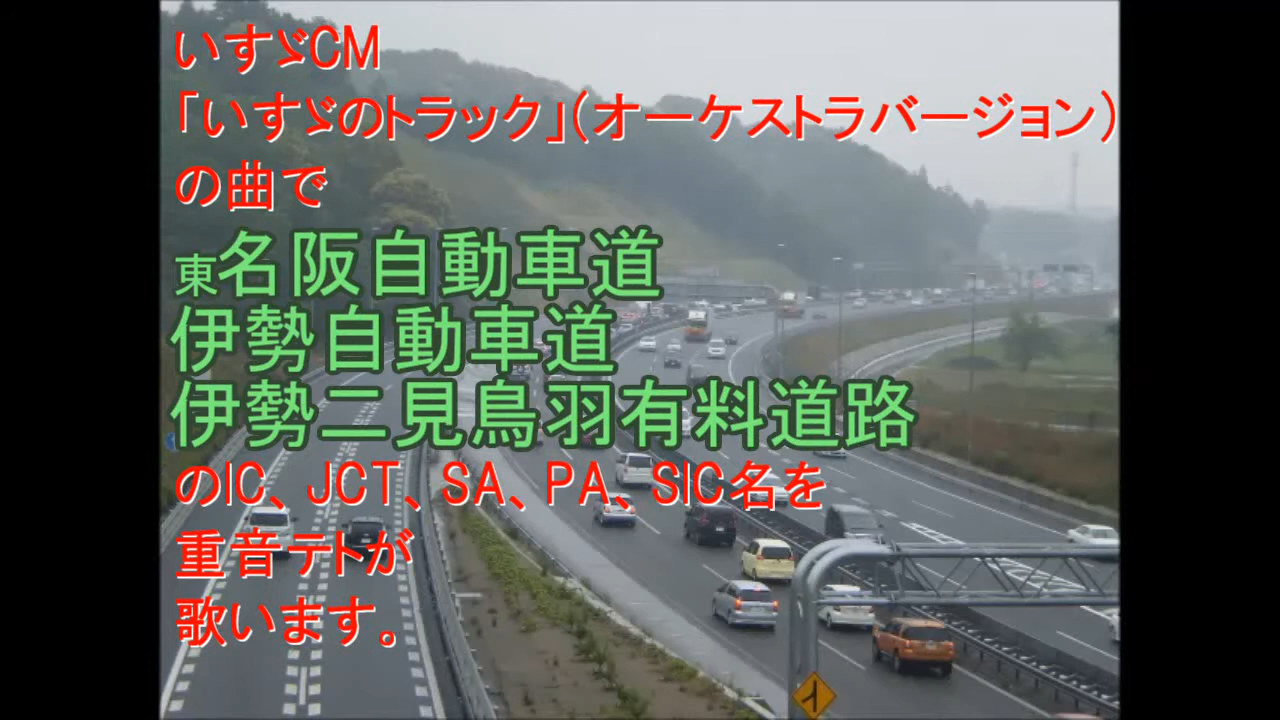 いすゞCM
「いすゞのトラック」（オーケストラバージョン）
の曲で
東名阪自動車道
伊勢自動車道
伊勢二見鳥羽有料道路
のIC、JCT、SA、PA、SIC名を
重音テトが
歌います。